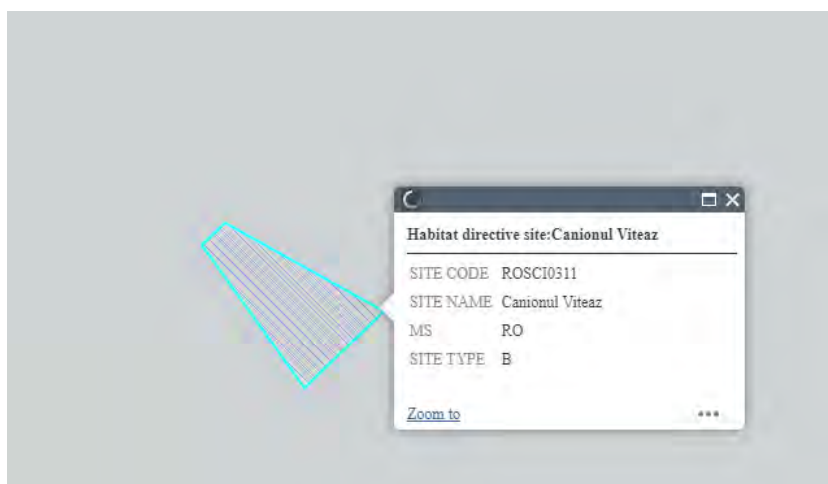 Habitat directive site:Canionul Viteaz
SITE CODE ROSCI0311
SITE NAME Canionul Viteaz
MS RO
SITE TYPE B
Zoom to